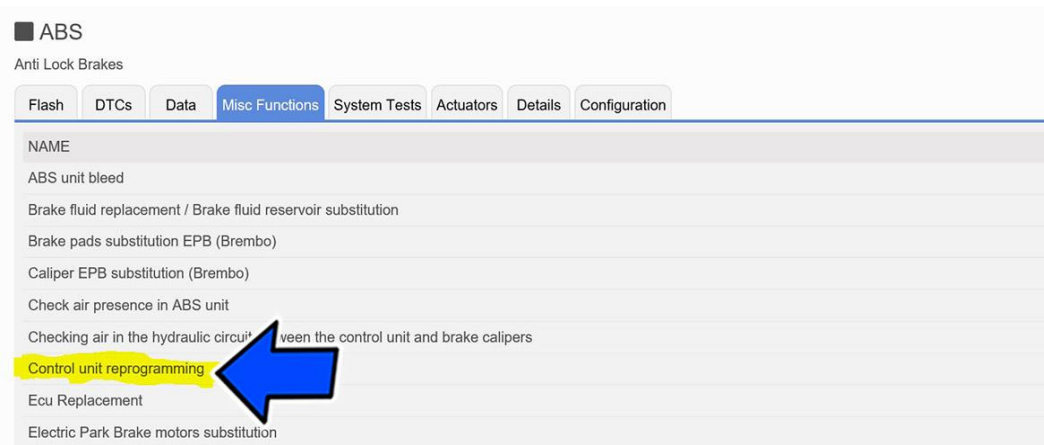 ABS
Anti Lock Brakes
Flash DTCs Data Misc Functions System Tests Actuators Details Configuration
NAME
ABS unit bleed
Brake fluid replacement / Brake fluid reservoir substitution
Brake pads substitution EPB (Brembo)
Caliper EPB substitution (Brembo)
Check air presence in ABS unit
Checking air in the hydraulic the control unit and brake calipers
Control unit reprogramming
Ecu Replacement
Electric Park Brake motors substitution